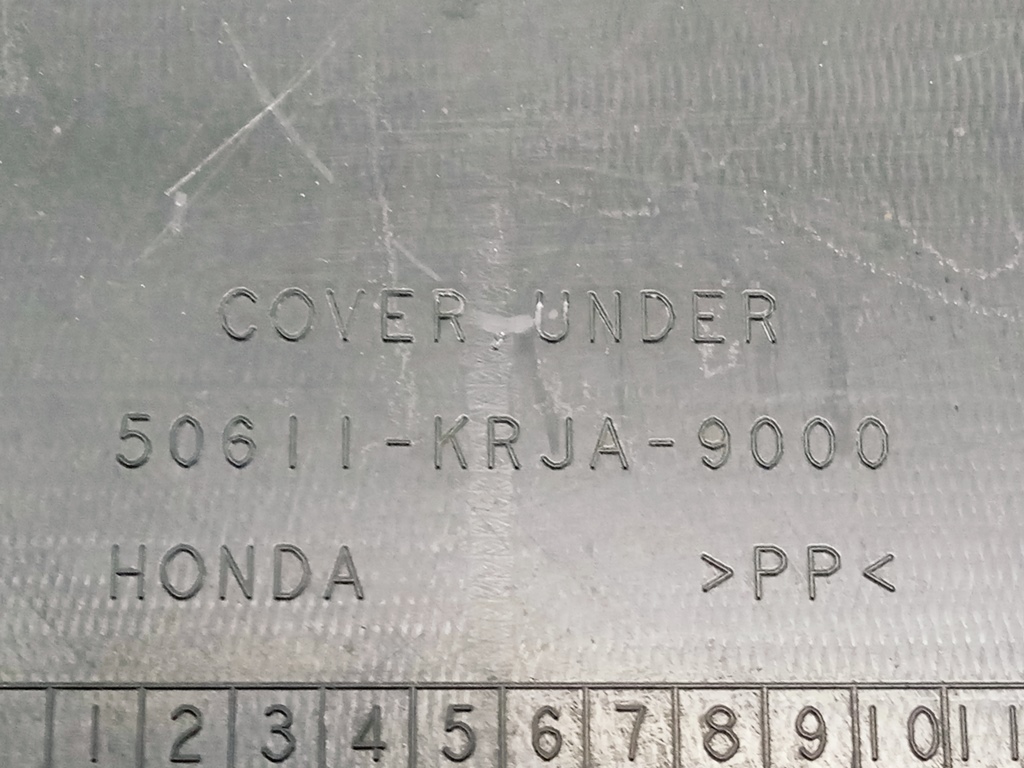 COVER, UNDER
50611-KRJA-9000
HONDA >PP<
1 2 3 4 5 6 7 8 9 10 11